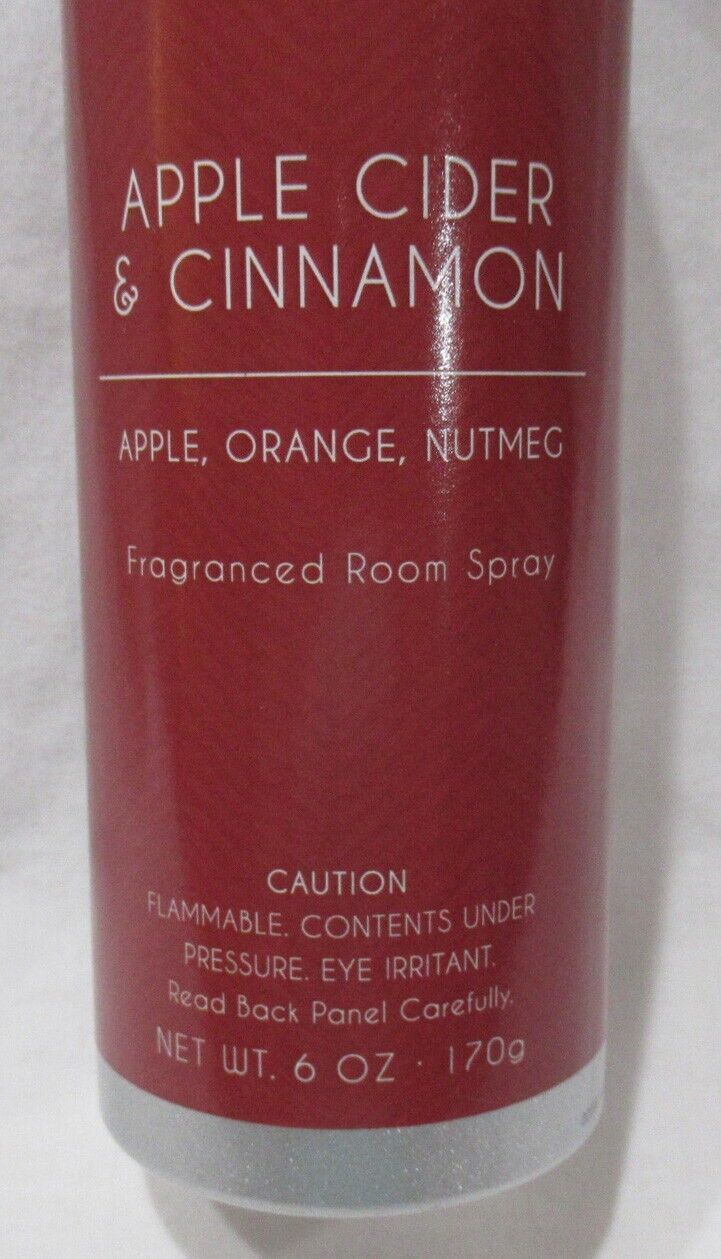 APPLE CIDER
& CINNAMON
APPLE, ORANGE, NUTMEG
Fragranced Room Spray
CAUTION
FLAMMABLE. CONTENTS UNDER
PRESSURE. EYE IRRITANT.
Read Back Panel Carefully.
NET WT. 6 OZ · 170g